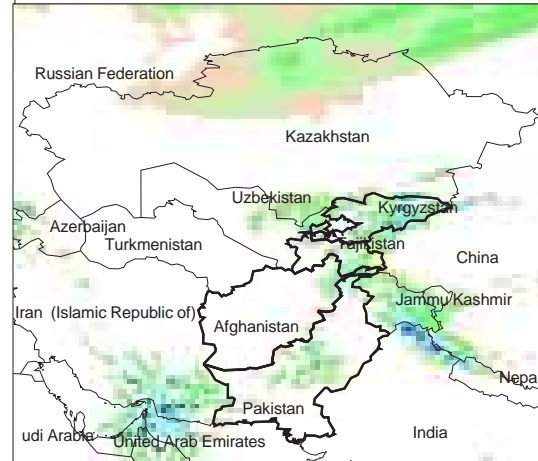 Russian Federation
Kazakhstan
Uzbekistan
Kyrgyzstan
Azerbaijan
Turkmenistan
Tajikistan
China
Iran (Islamic Republic of)
Jammu/Kashmir
Afghanistan
Nepa
Pakistan
udi Arabia
United Arab Emirates
India